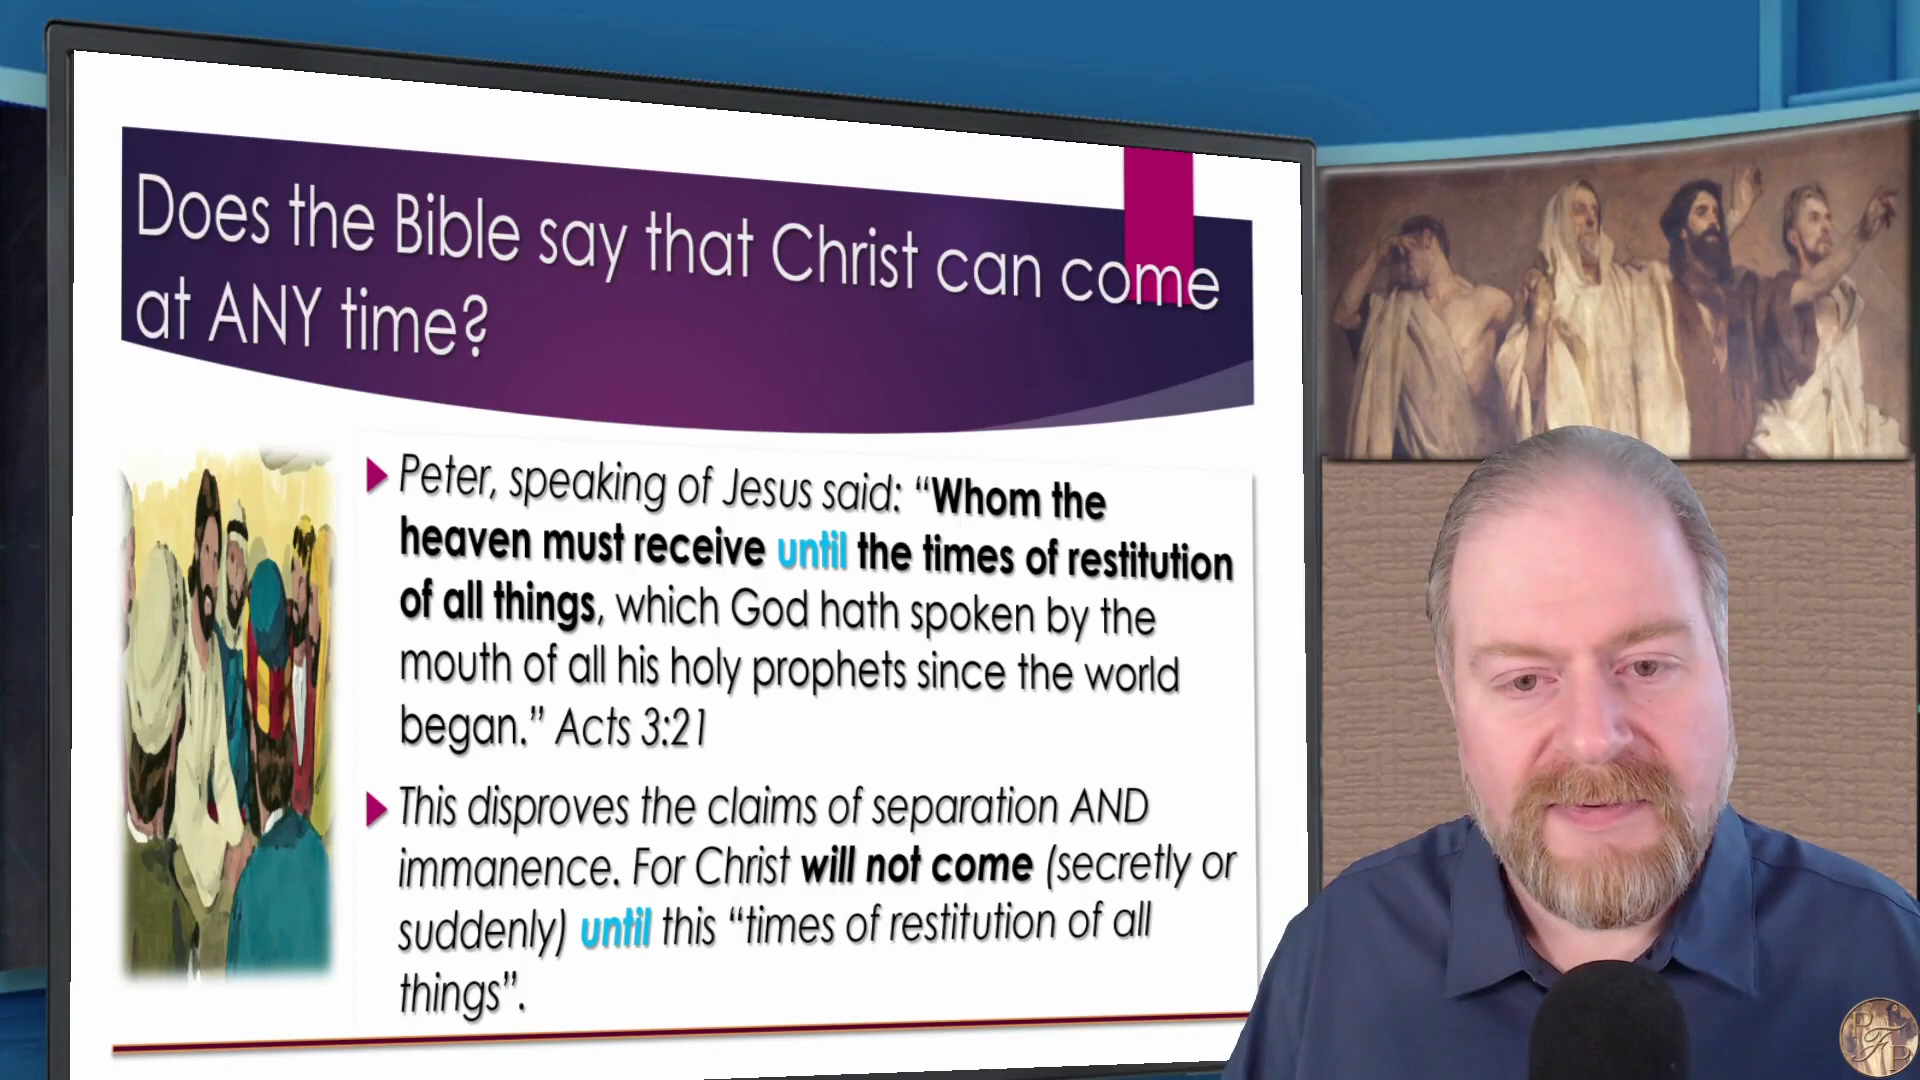 Does the Bible say that Christ can come
at ANY time?
Peter, speaking of Jesus said: “Whom the
heaven must receive until the times of restitution
of all things, which God hath spoken by the
mouth of all his holy prophets since the world
began.” Acts 3:21
This disproves the claims of separation AND
immanence. For Christ will not come (secretly or
suddenly) until this “times of restitution of all
things”.
PFP